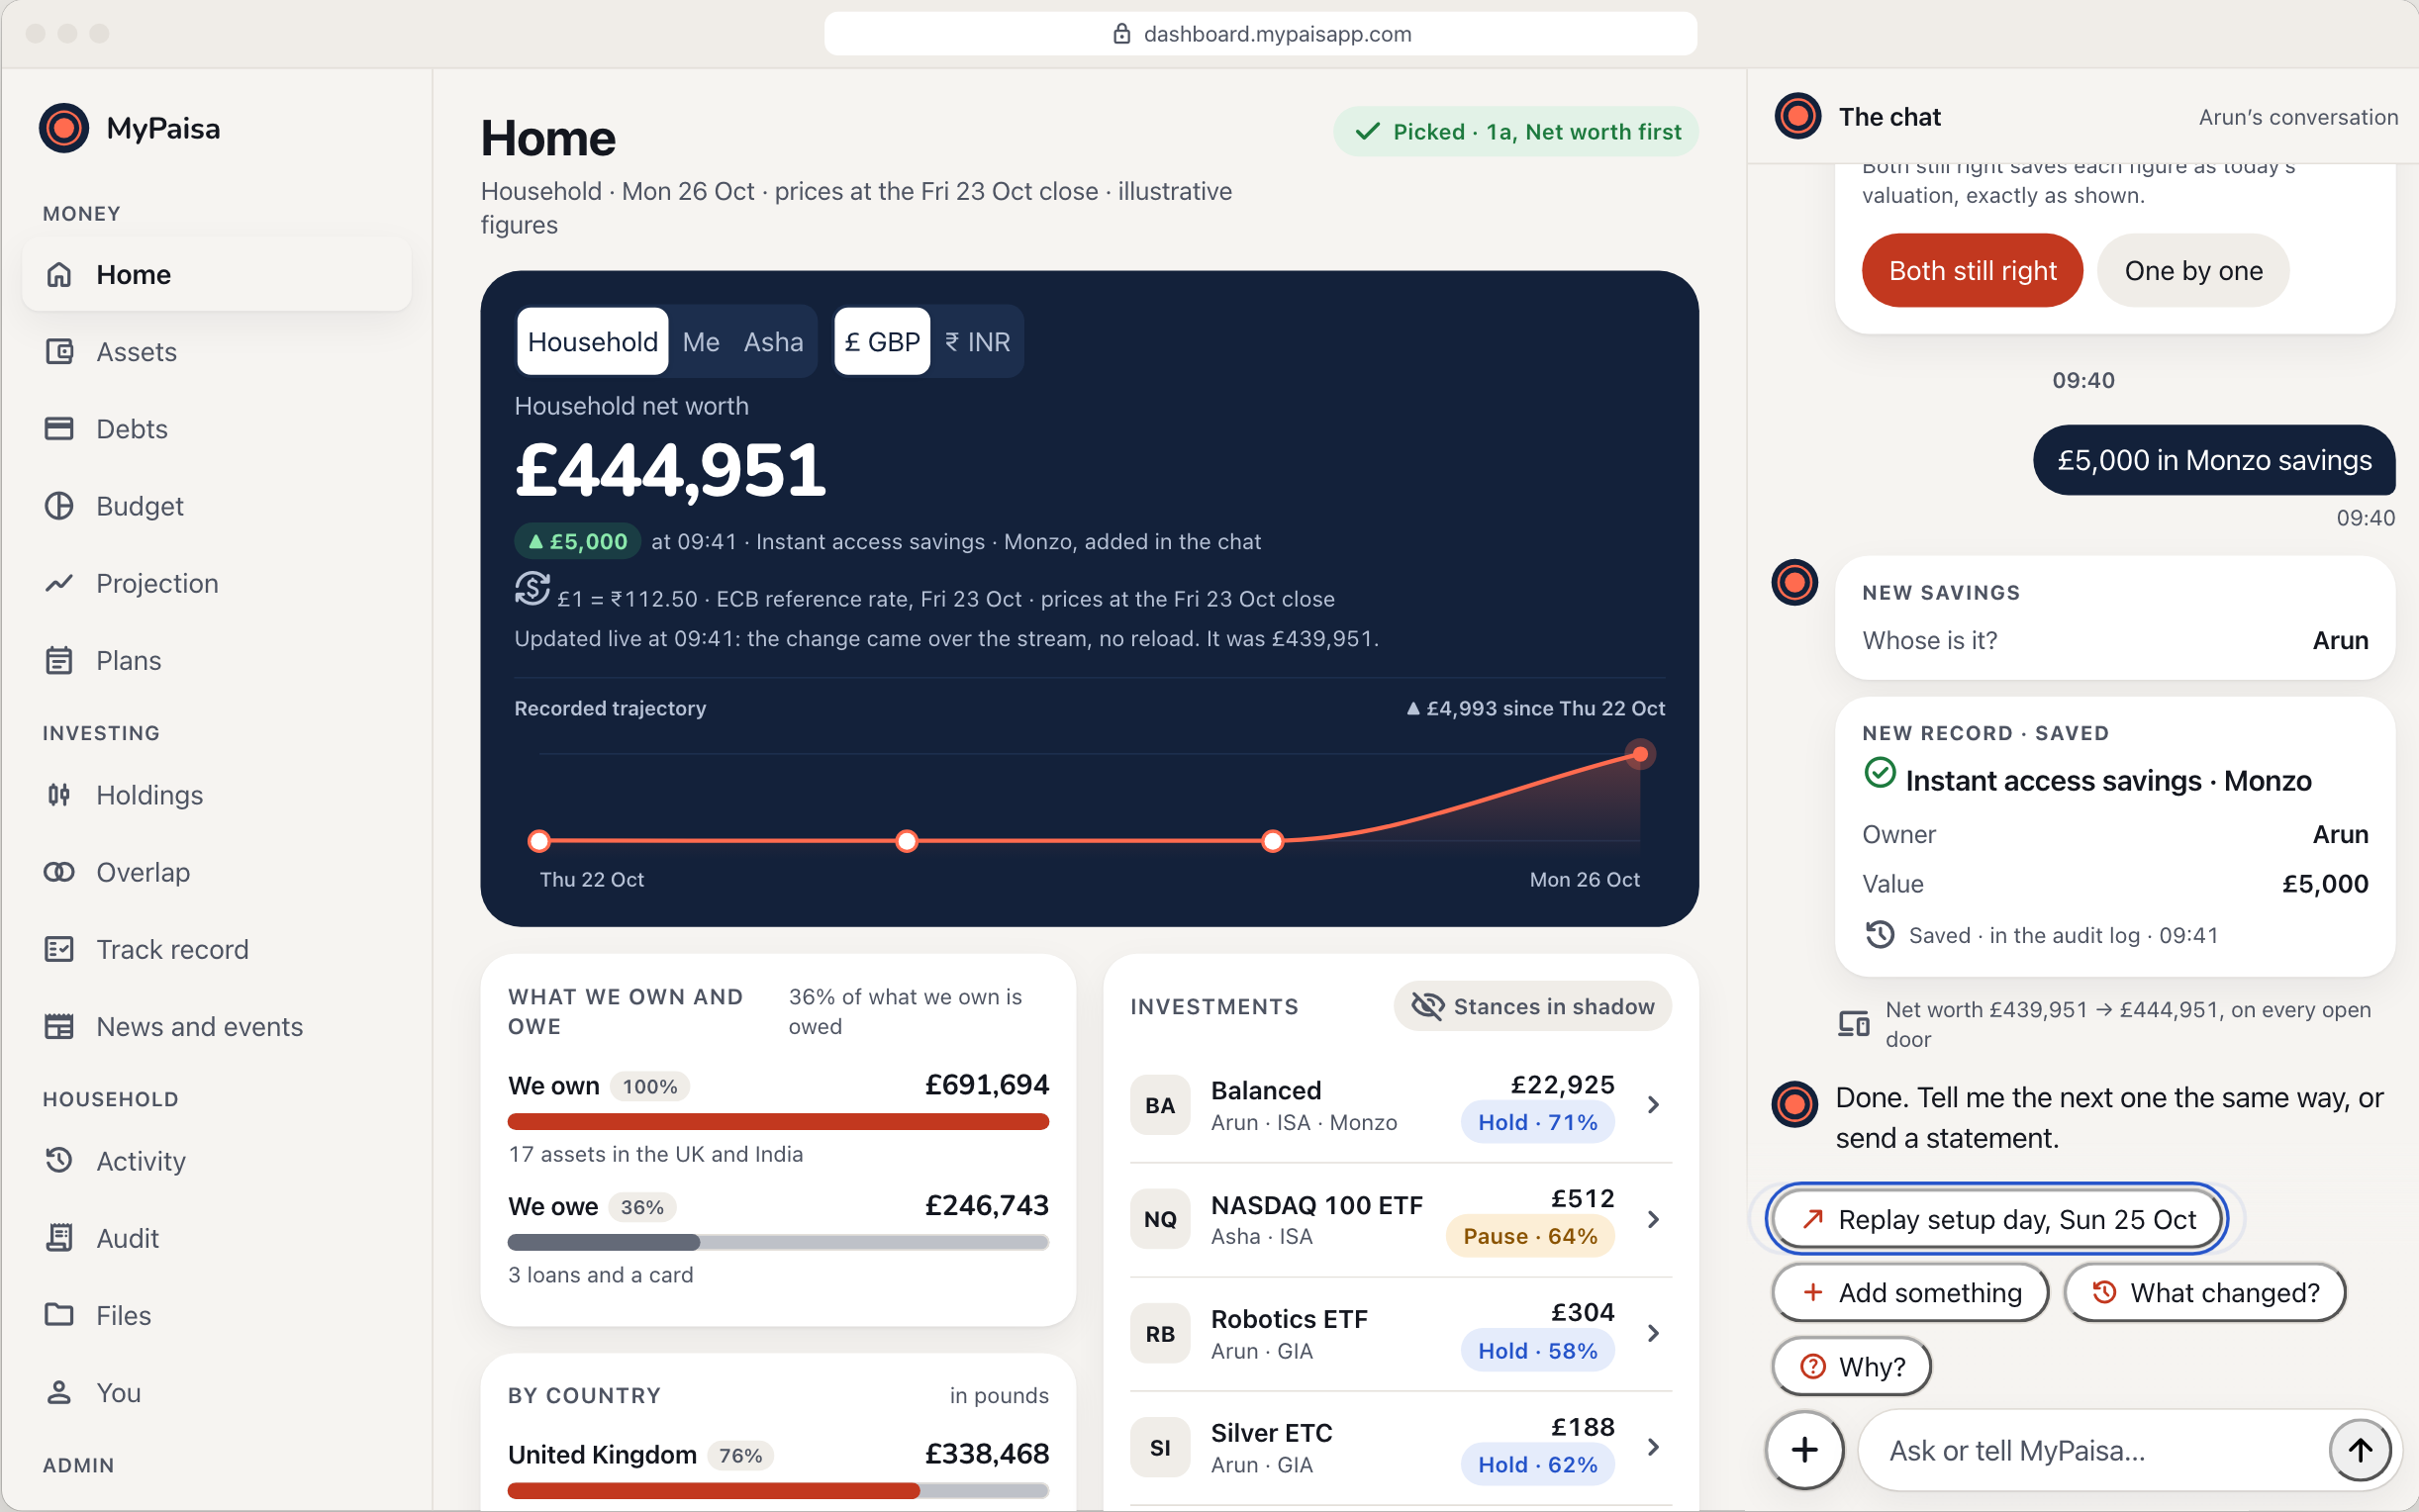 dashboard.mypaisapp.com
MyPaisa
MONEY
Home
Assets
Debts
Budget
Projection
Plans
INVESTING
Holdings
Overlap
Track record
News and events
HOUSEHOLD
Activity
Audit
Files
You
ADMIN
Home
Picked · 1a, Net worth first
Household · Mon 26 Oct · prices at the Fri 23 Oct close · illustrative
figures
Household Me Asha £ GBP ₹ INR
Household net worth
£444,951
▲ £5,000 at 09:41 · Instant access savings · Monzo, added in the chat
£1 = ₹112.50 · ECB reference rate, Fri 23 Oct · prices at the Fri 23 Oct close
Updated live at 09:41: the change came over the stream, no reload. It was £439,951.
Recorded trajectory ▲ £4,993 since Thu 22 Oct
Thu 22 Oct Mon 26 Oct
WHAT WE OWN AND
OWE
36% of what we own is
owed
We own 100% £691,694
17 assets in the UK and India
We owe 36% £246,743
3 loans and a card
BY COUNTRY in pounds
United Kingdom 76% £338,468
INVESTMENTS Stances in shadow
BA Balanced £22,925
Arun · ISA · Monzo Hold · 71%
NQ NASDAQ 100 ETF £512
Asha · ISA Pause · 64%
RB Robotics ETF £304
Arun · GIA Hold · 58%
SI Silver ETC £188
Arun · GIA Hold · 62%
The chat Arun's conversation
Both still right saves each figure as today's
valuation, exactly as shown.
Both still right One by one
09:40
£5,000 in Monzo savings
09:40
NEW SAVINGS
Whose is it? Arun
NEW RECORD · SAVED
Instant access savings · Monzo
Owner Arun
Value £5,000
Saved · in the audit log · 09:41
Net worth £439,951 → £444,951, on every open
door
Done. Tell me the next one the same way, or
send a statement.
Replay setup day, Sun 25 Oct
Add something What changed?
Why?
Ask or tell MyPaisa...